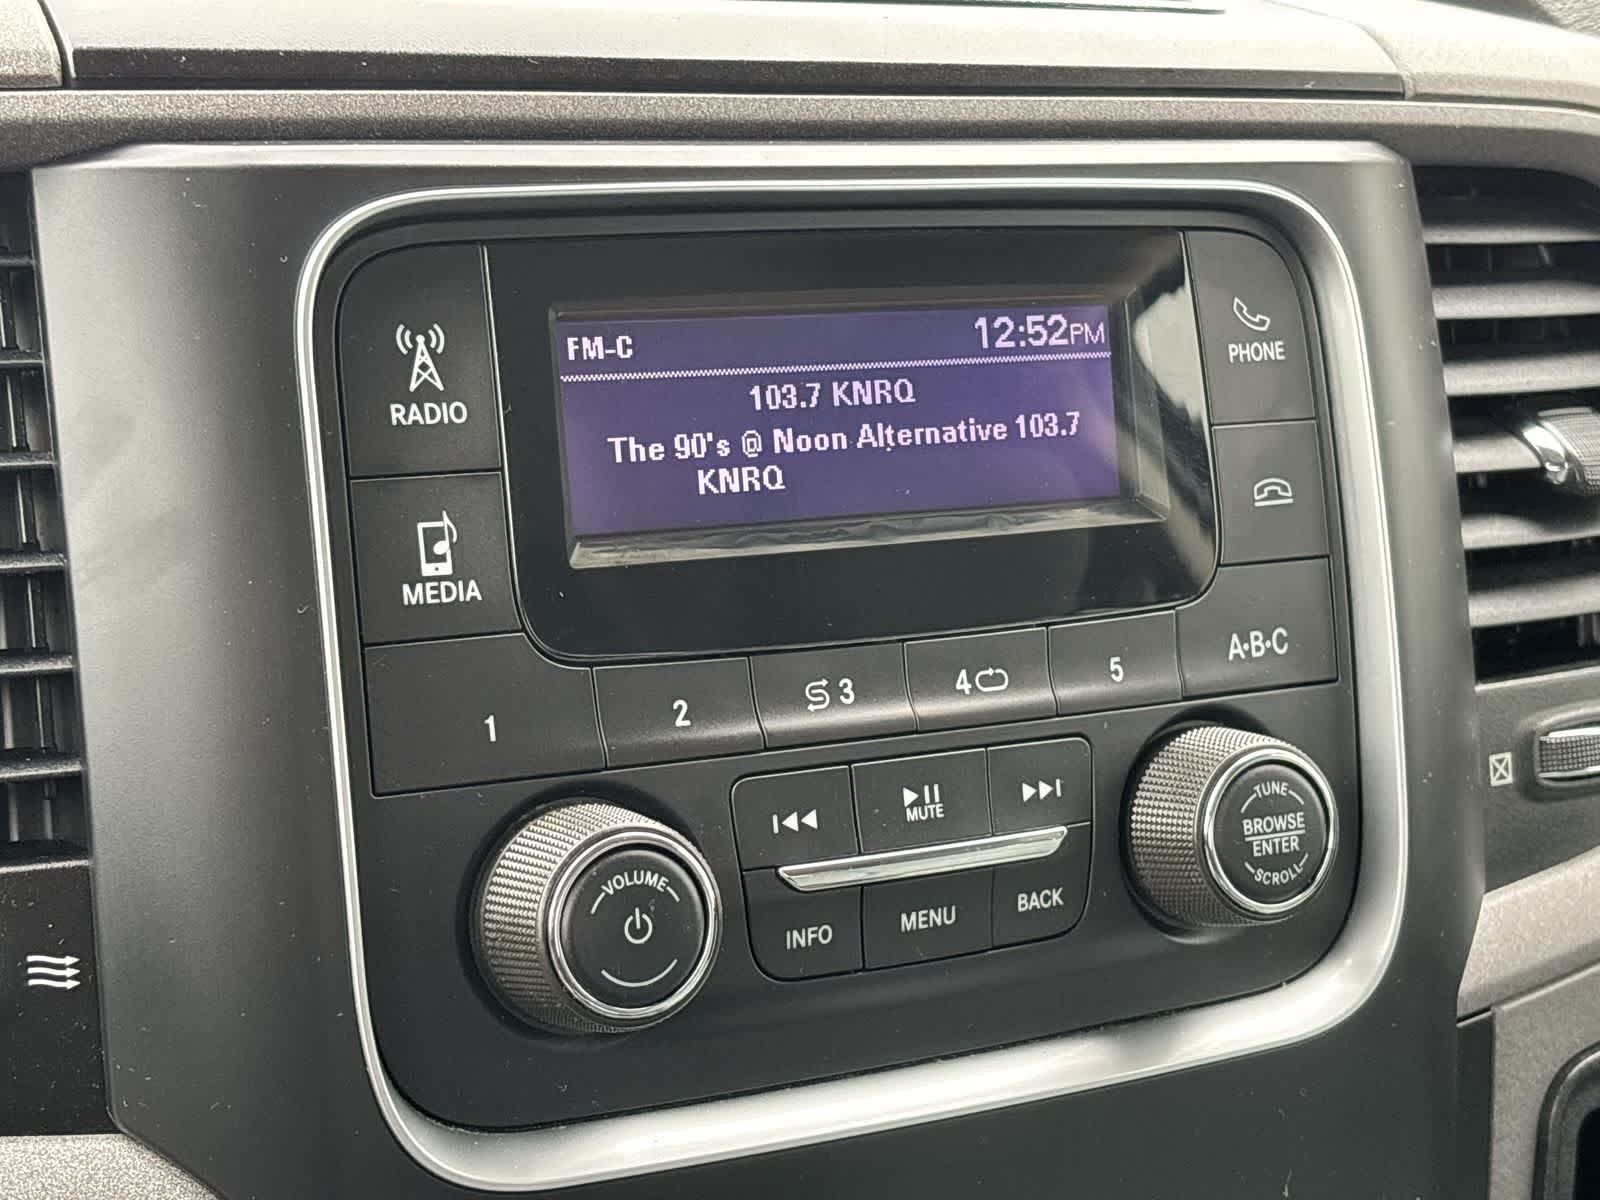 RADIO
MEDIA
FM-C
12:52PM
103.7 KNRQ
The 90's @ Noon Alternative 103.7
KNRQ
PHONE
1
2
3
4
5
A·B·C
MUTE
INFO
MENU
BACK
VOLUME
TUNE
BROWSE
ENTER
SCROLL